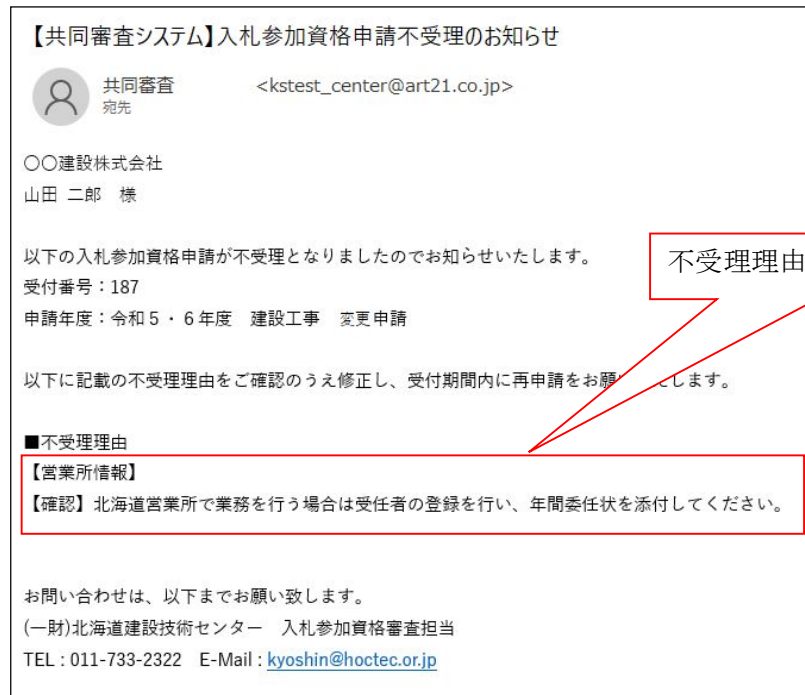 【共同審査システム】入札参加資格申請不受理のお知らせ
共同審査 <kstest_center@art21.co.jp>
宛先
〇〇建設株式会社
山田 二郎 様
以下の入札参加資格申請が不受理となりましたのでお知らせいたします。
不受理理由
受付番号：187
申請年度：令和５・６年度 建設工事 変更申請
以下に記載の不受理理由をご確認のうえ修正し、受付期間内に再申請をお願いたします。
■不受理理由
【営業所情報】
【確認】北海道営業所で業務を行う場合は受任者の登録を行い、年間委任状を添付してください。
お問い合わせは、以下までお願い致します。
(一財)北海道建設技術センター 入札参加資格審査担当
TEL : 011-733-2322 E-Mail : kyoshin@hoctec.or.jp